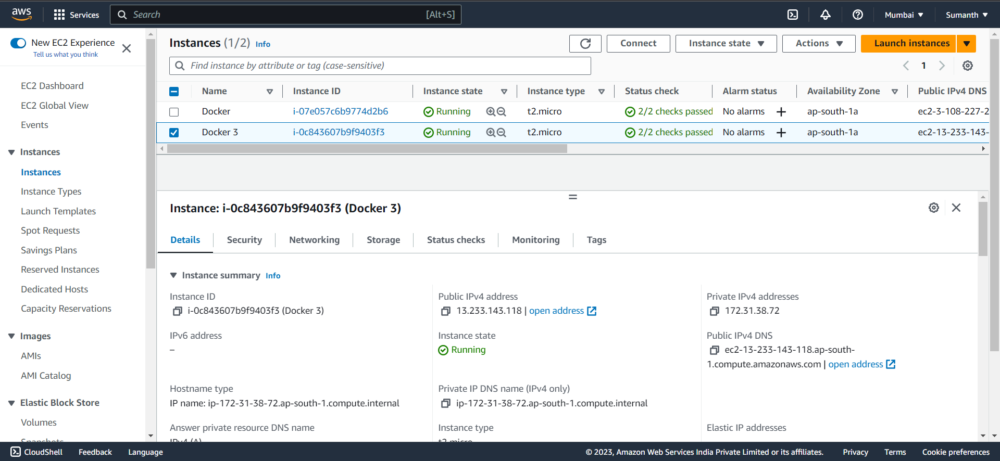 aws
Services
Search
[Alt+S]
Mumbai
Sumanth
New EC2 Experience
Tell us what you think
EC2 Dashboard
EC2 Global View
Events
Instances
Instances
Instance Types
Launch Templates
Spot Requests
Savings Plans
Reserved Instances
Dedicated Hosts
Capacity Reservations
Images
AMIs
AMI Catalog
Elastic Block Store
Volumes
Snapshots
Instances (1/2) Info
Connect
Instance state
Actions
Launch instances
Find instance by attribute or tag (case-sensitive)
1
Name Instance ID Instance state Instance type Status check Alarm status Availability Zone Public IPv4 DNS
Docker i-07e057c6b9774d2b6 Running t2.micro 2/2 checks passed No alarms + ap-south-1a ec2-3-108-227-2
Docker 3 i-0c843607b9f9403f3 Running t2.micro 2/2 checks passed No alarms + ap-south-1a ec2-13-233-143-
Instance: i-0c843607b9f9403f3 (Docker 3)
Details Security Networking Storage Status checks Monitoring Tags
Instance summary Info
Instance ID
i-0c843607b9f9403f3 (Docker 3)
Public IPv4 address
13.233.143.118 | open address
Private IPv4 addresses
172.31.38.72
IPv6 address
–
Instance state
Running
Public IPv4 DNS
ec2-13-233-143-118.ap-south-
1.compute.amazonaws.com | open address
Hostname type
IP name: ip-172-31-38-72.ap-south-1.compute.internal
Private IP DNS name (IPv4 only)
ip-172-31-38-72.ap-south-1.compute.internal
Answer private resource DNS name
IPv4 (A)
Instance type
t2.micro
Elastic IP addresses
CloudShell
Feedback
Language
© 2023, Amazon Web Services India Private Limited or its affiliates.
Privacy
Terms
Cookie preferences